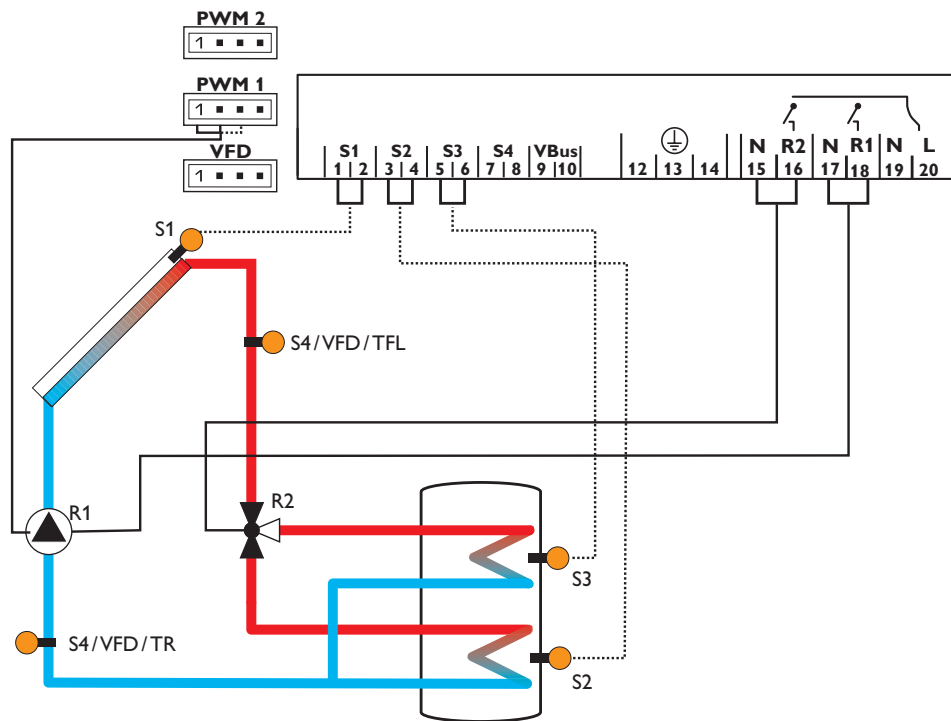 PWM 2
1
PWM 1
1
VFD
1
S1 S2 S3 S4 VBus
1 2 3 4 5 6 7 8 9 10 12 13 14
N R2 N R1 N L
15 16 17 18 19 20
S1
S4/VFD/TFL
R1
R2
S3
S4/VFD/TR
S2